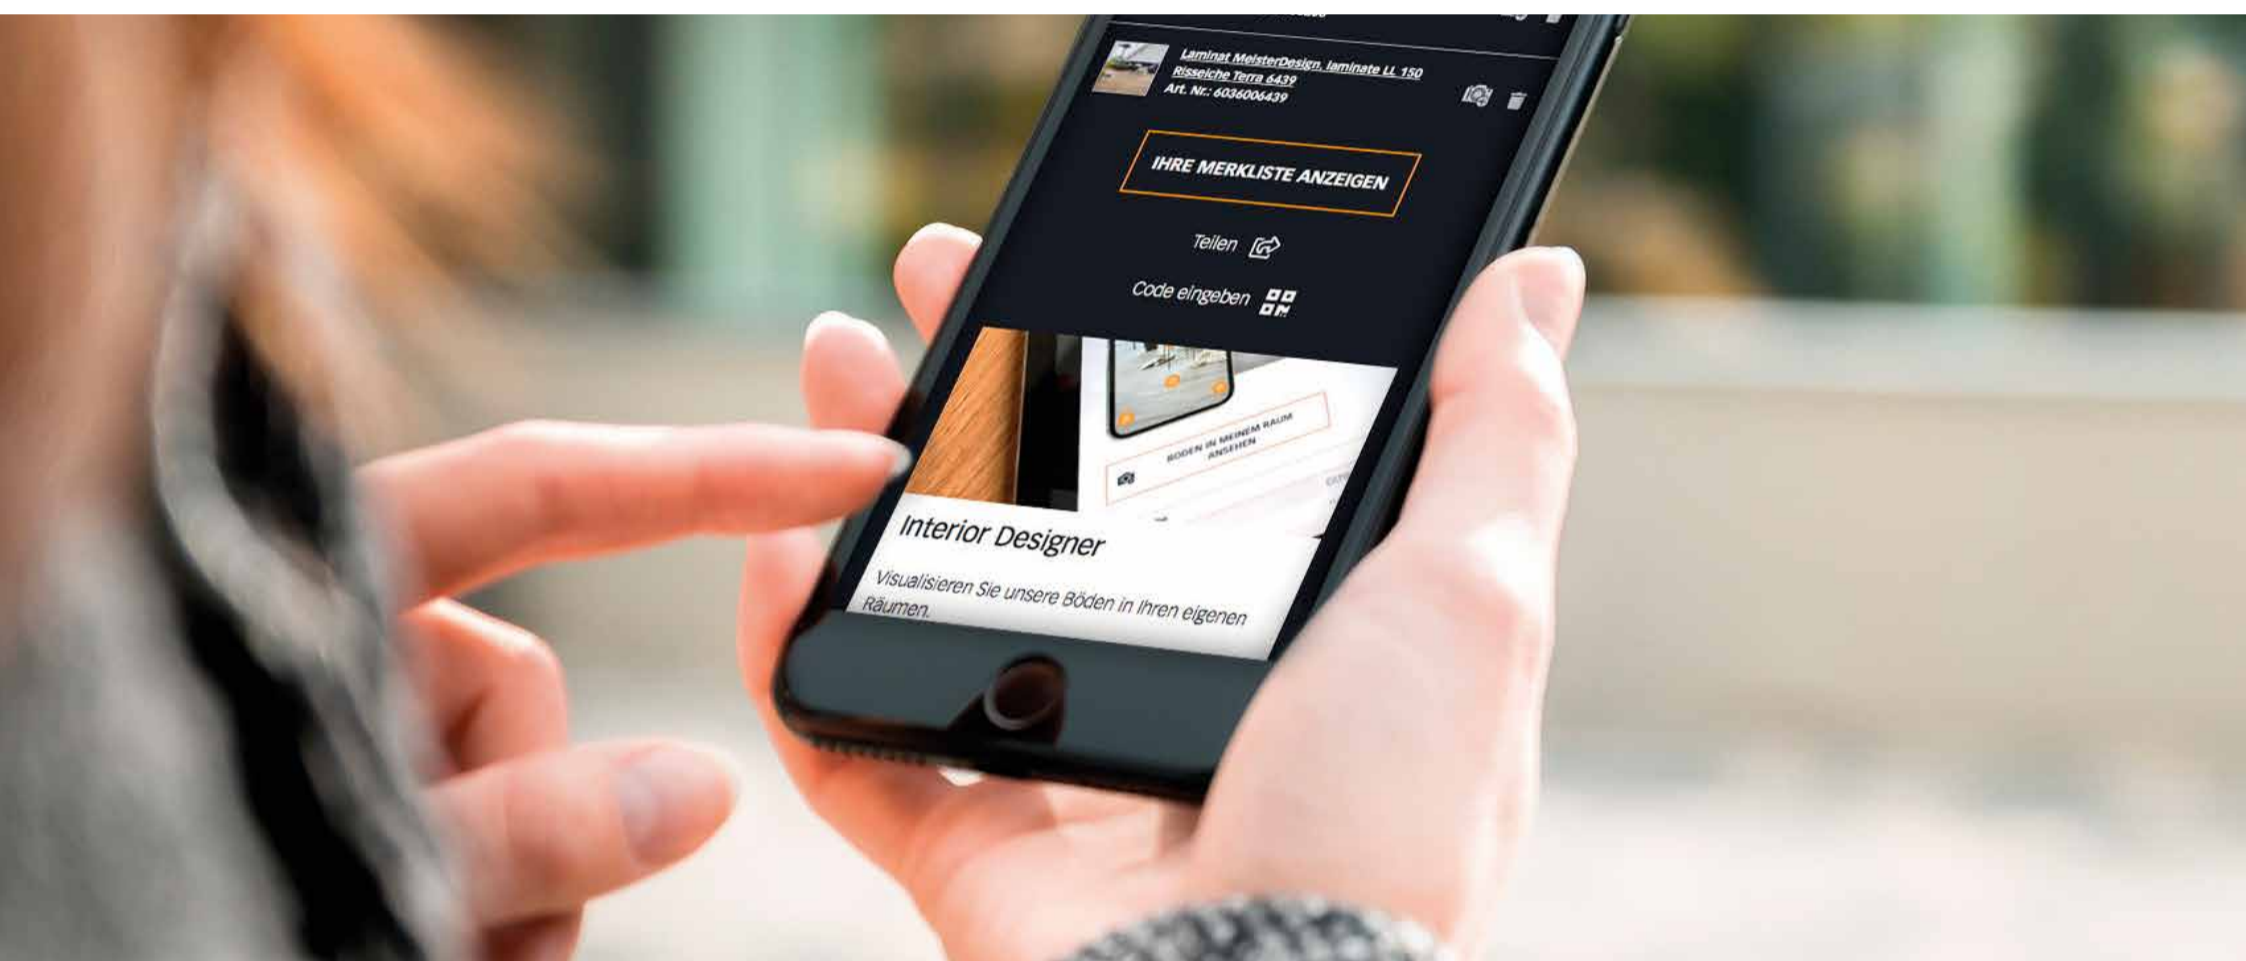 Laminat MeisterDesign. laminate LL 150
Risseiche Terra 6439
Art. Nr.: 6036006439
IHRE MERKLISTE ANZEIGEN
Teilen
Code eingeben
BODEN IN MEINEM RAUM
ANSEHEN
Interior Designer
Visualisieren Sie unsere Böden in Ihren eigenen
Räumen.